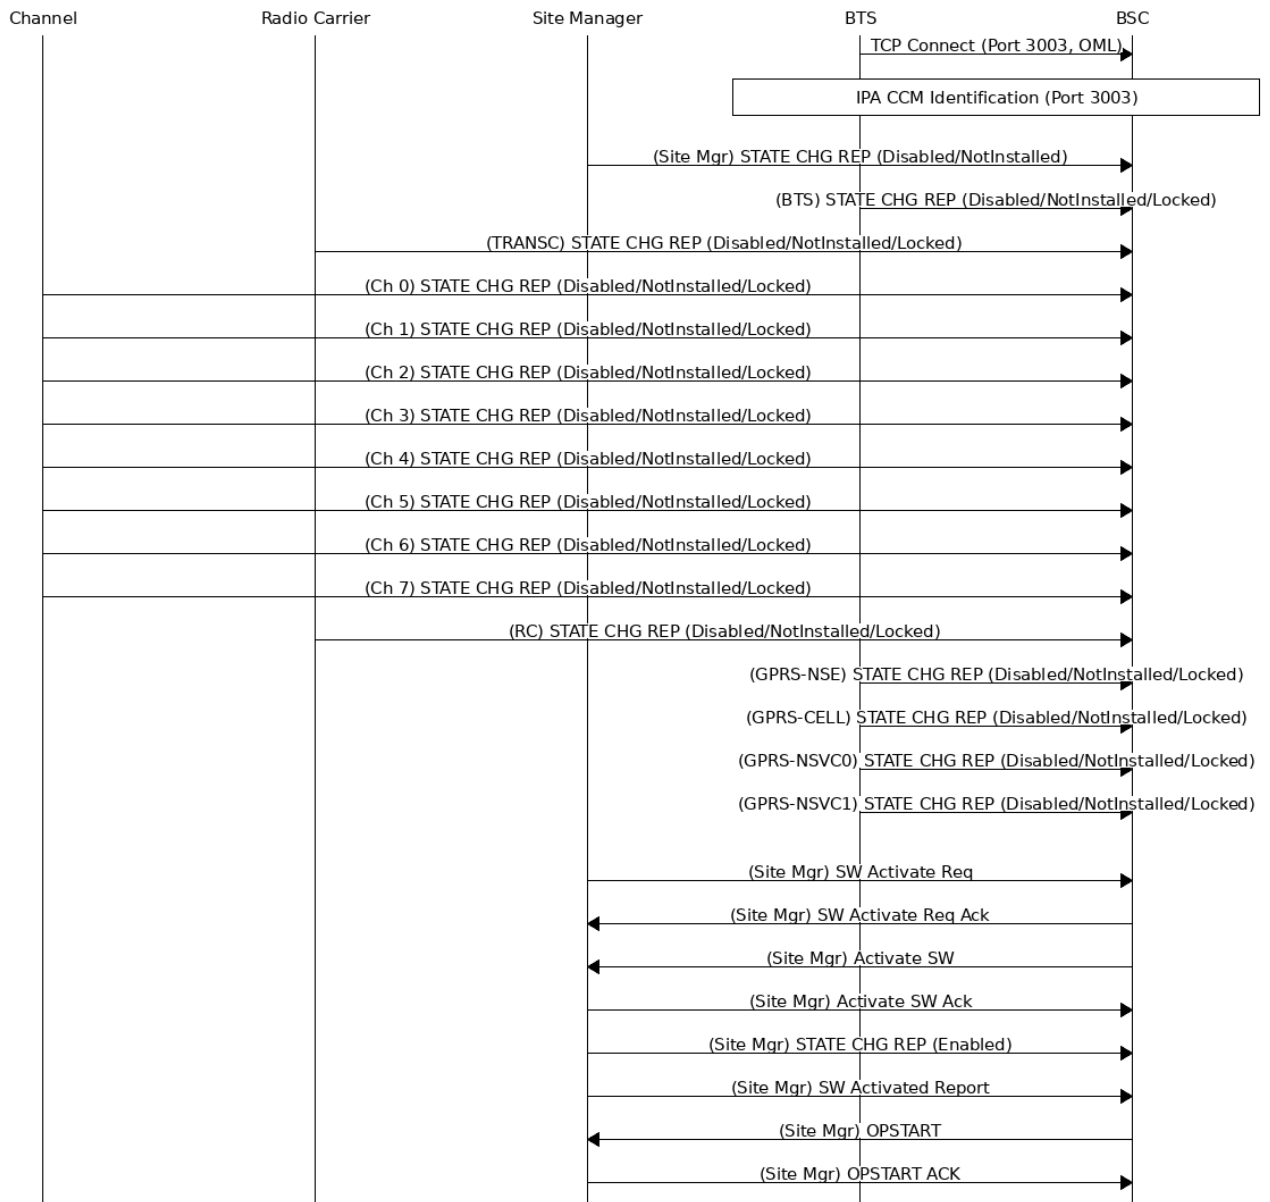 Channel Radio Carrier Site Manager BTS BSC
TCP Connect (Port 3003, OML)
IPA CCM Identification (Port 3003)
(Site Mgr) STATE CHG REP (Disabled/NotInstalled)
(BTS) STATE CHG REP (Disabled/NotInstalled/Locked)
(TRANSC) STATE CHG REP (Disabled/NotInstalled/Locked)
(Ch 0) STATE CHG REP (Disabled/NotInstalled/Locked)
(Ch 1) STATE CHG REP (Disabled/NotInstalled/Locked)
(Ch 2) STATE CHG REP (Disabled/NotInstalled/Locked)
(Ch 3) STATE CHG REP (Disabled/NotInstalled/Locked)
(Ch 4) STATE CHG REP (Disabled/NotInstalled/Locked)
(Ch 5) STATE CHG REP (Disabled/NotInstalled/Locked)
(Ch 6) STATE CHG REP (Disabled/NotInstalled/Locked)
(Ch 7) STATE CHG REP (Disabled/NotInstalled/Locked)
(RC) STATE CHG REP (Disabled/NotInstalled/Locked)
(GPRS-NSE) STATE CHG REP (Disabled/NotInstalled/Locked)
(GPRS-CELL) STATE CHG REP (Disabled/NotInstalled/Locked)
(GPRS-NSVC0) STATE CHG REP (Disabled/NotInstalled/Locked)
(GPRS-NSVC1) STATE CHG REP (Disabled/NotInstalled/Locked)
(Site Mgr) SW Activate Req
(Site Mgr) SW Activate Req Ack
(Site Mgr) Activate SW
(Site Mgr) Activate SW Ack
(Site Mgr) STATE CHG REP (Enabled)
(Site Mgr) SW Activated Report
(Site Mgr) OPSTART
(Site Mgr) OPSTART ACK